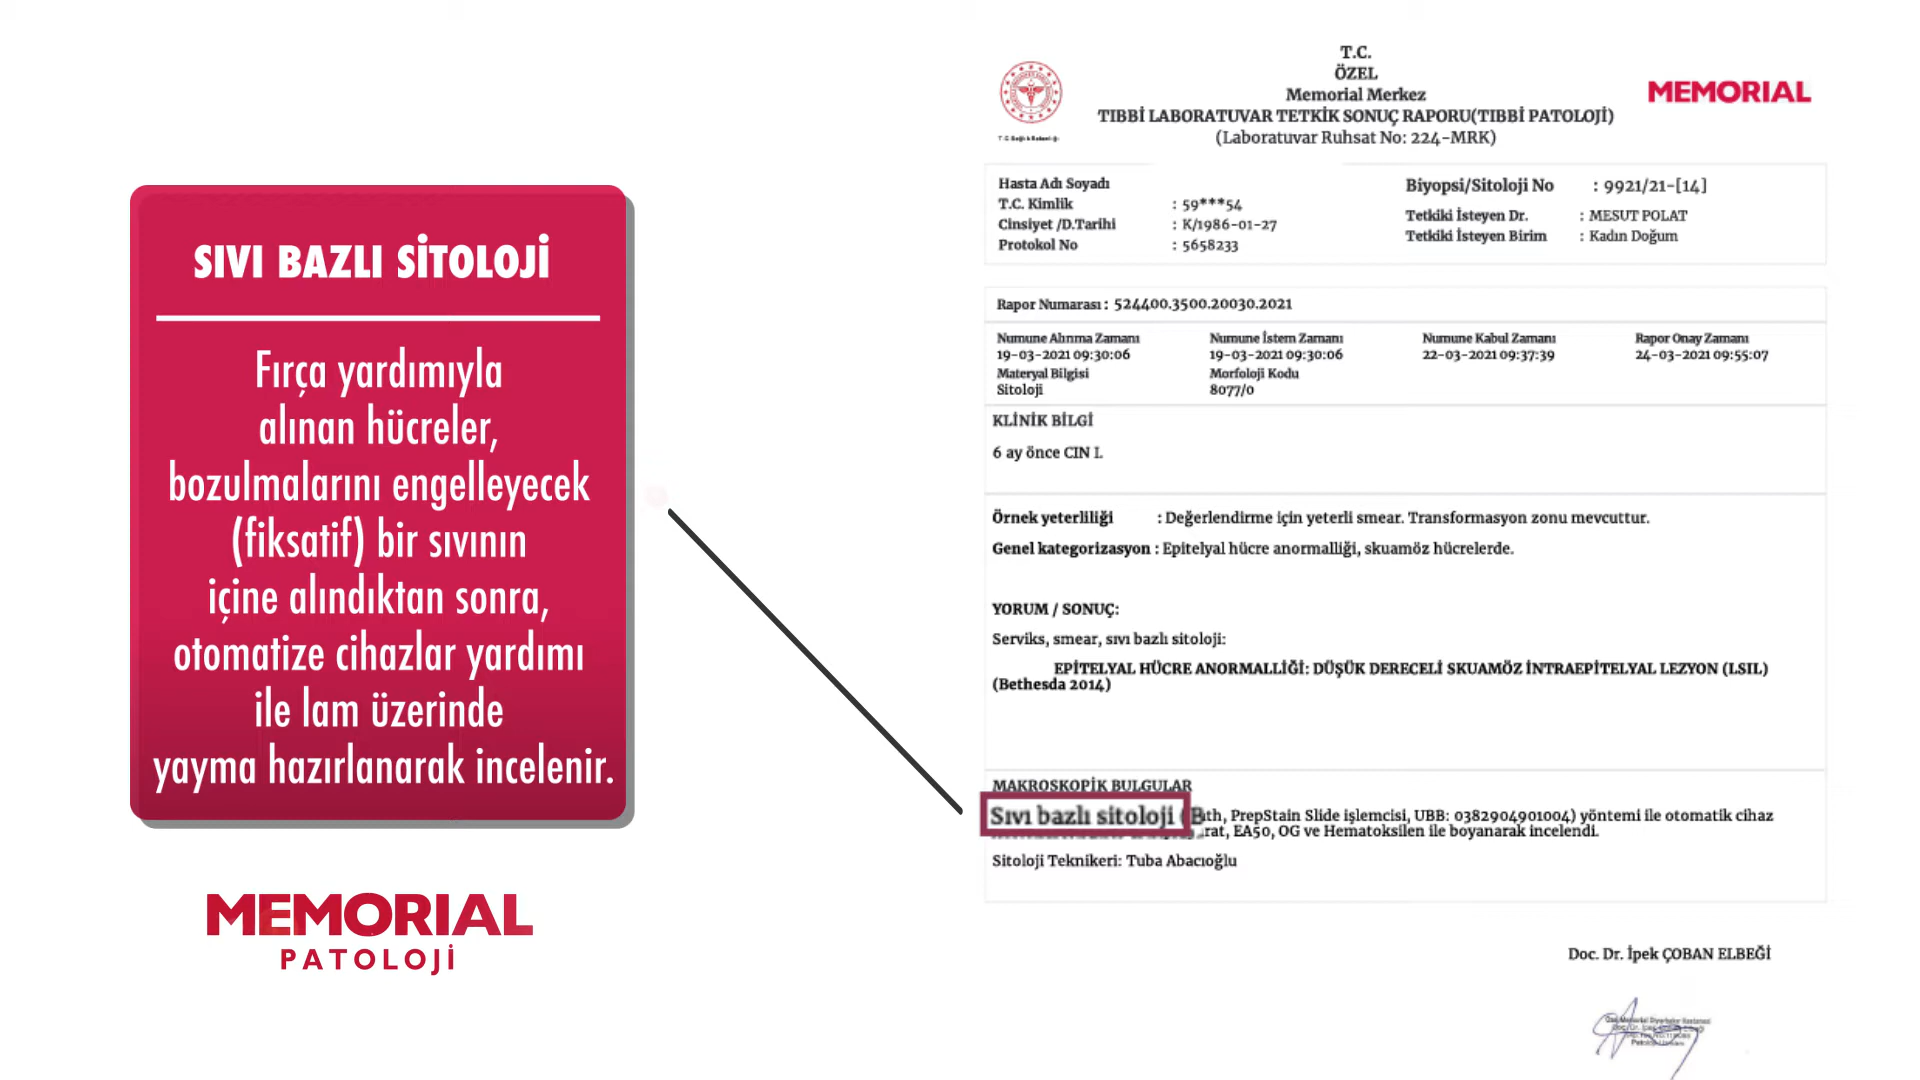 SIVI BAZLI SİTOLOJİ
Fırça yardımıyla
alınan hücreler,
bozulmalarını engelleyecek
(fiksatif) bir sıvının
içine alındıktan sonra,
otomatize cihazlar yardımı
ile lam üzerinde
yayma hazırlanarak incelenir.
MEMORIAL
PATOLOJİ
T.C.
ÖZEL
Memorial Merkez
TIBBİ LABORATUVAR TETKİK SONUÇ RAPORU(TIBBİ PATOLOJİ)
(Laboratuvar Ruhsat No: 224-MRK)
MEMORIAL
T.C. Sağlık Bakanlığı
Hasta Adı Soyadı
T.C. Kimlik : 59***54
Cinsiyet /D.Tarihi : K/1986-01-27
Protokol No : 5658233
Biyopsi/Sitoloji No : 9921/21-[14]
Tetkiki İsteyen Dr. : MESUT POLAT
Tetkiki İsteyen Birim : Kadın Doğum
Rapor Numarası : 524400.3500.20030.2021
Numune Alınma Zamanı Numune İstem Zamanı Numune Kabul Zamanı Rapor Onay Zamanı
19-03-2021 09:30:06 19-03-2021 09:30:06 22-03-2021 09:37:39 24-03-2021 09:55:07
Materyal Bilgisi Morfoloji Kodu
Sitoloji 8077/0
KLİNİK BİLGİ
6 ay önce CIN I.
Örnek yeterliliği : Değerlendirme için yeterli smear. Transformasyon zonu mevcuttur.
Genel kategorizasyon : Epitelyal hücre anormalliği, skuamöz hücrelerde.
YORUM / SONUÇ:
Serviks, smear, sıvı bazlı sitoloji:
EPİTELYAL HÜCRE ANORMALLİĞİ: DÜŞÜK DERECELİ SKUAMÖZ İNTRAEPİTELYAL LEZYON (LSIL)
(Bethesda 2014)
MAKROSKOPİK BULGULAR
Sıvı bazlı sitoloji (B th, PrepStain Slide işlemcisi, UBB: 0382904901004) yöntemi ile otomatik cihaz
rat, EA50, OG ve Hematoksilen ile boyanarak incelendi.
Sitoloji Teknikeri: Tuba Abacıoğlu
Doc. Dr. İpek ÇOBAN ELBEĞİ